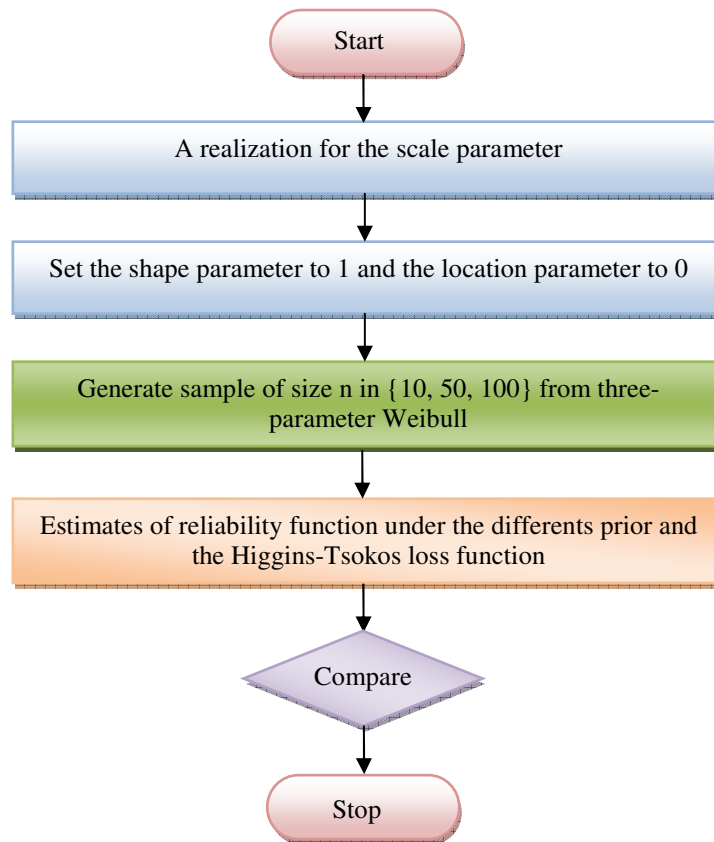 Start
A realization for the scale parameter
Set the shape parameter to 1 and the location parameter to 0
Generate sample of size n in {10, 50, 100} from three-
parameter Weibull
Estimates of reliability function under the differents prior and
the Higgins-Tsokos loss function
Compare
Stop